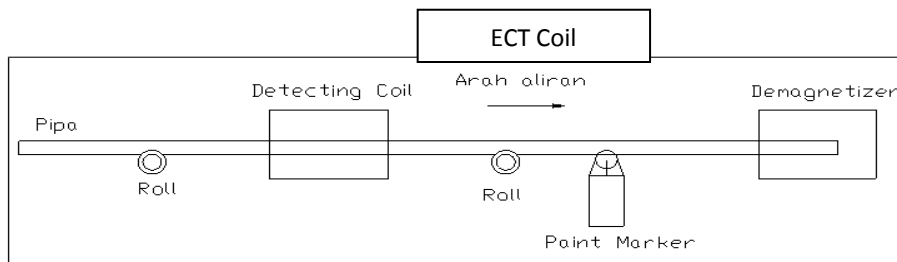 ECT Coil
Arah aliran
Detecting Coil
Demagnetizer
Pipa
Roll
Roll
Paint Marker